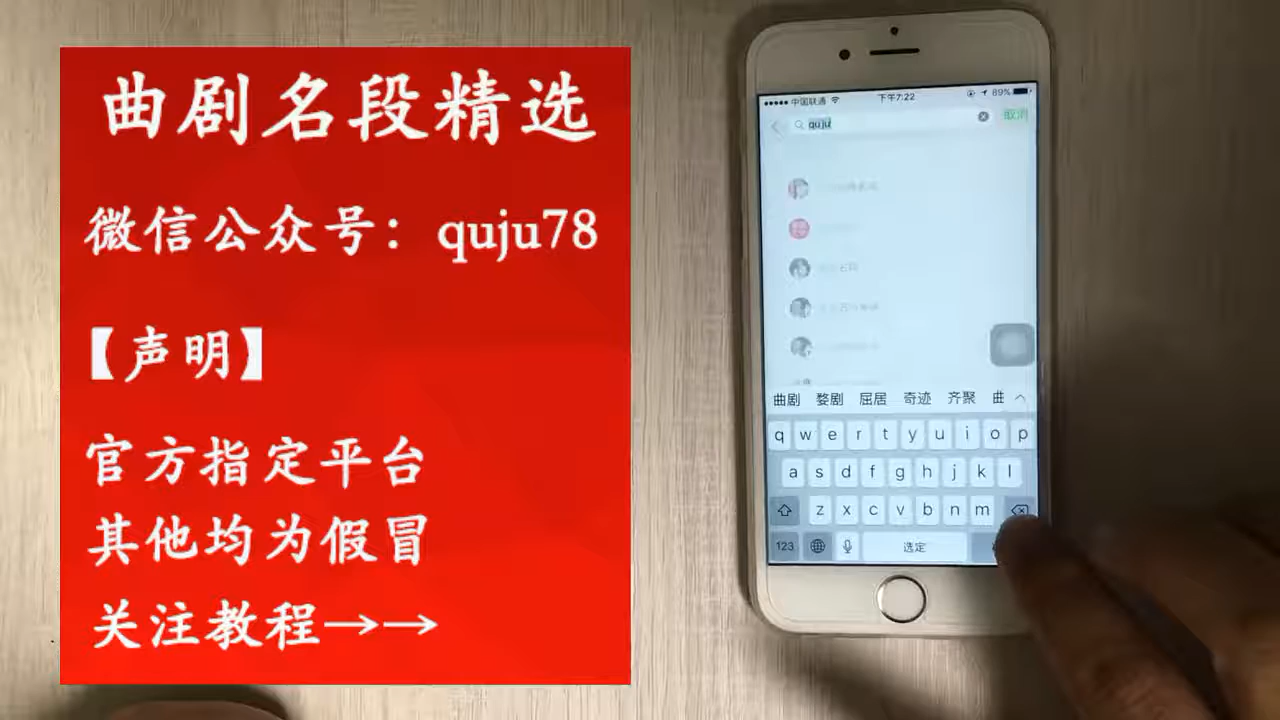 曲剧名段精选
微信公众号：quju78
【声明】
官方指定平台
其他均为假冒
关注教程→→
中国联通 下午7:22 89%
quju 取消
曲剧 婺剧 屈居 奇迹 齐聚 曲
q w e r t y u i o p
a s d f g h j k l
z x c v b n m
123 选定